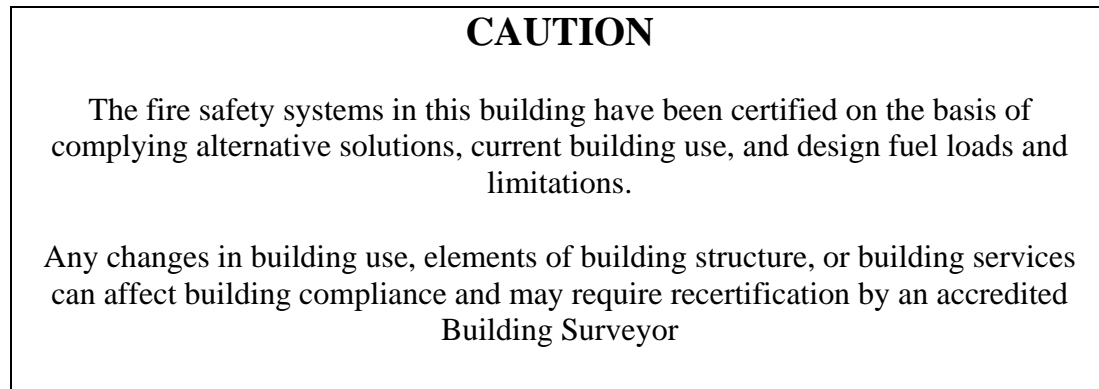 CAUTION
The fire safety systems in this building have been certified on the basis of
complying alternative solutions, current building use, and design fuel loads and
limitations.
Any changes in building use, elements of building structure, or building services
can affect building compliance and may require recertification by an accredited
Building Surveyor